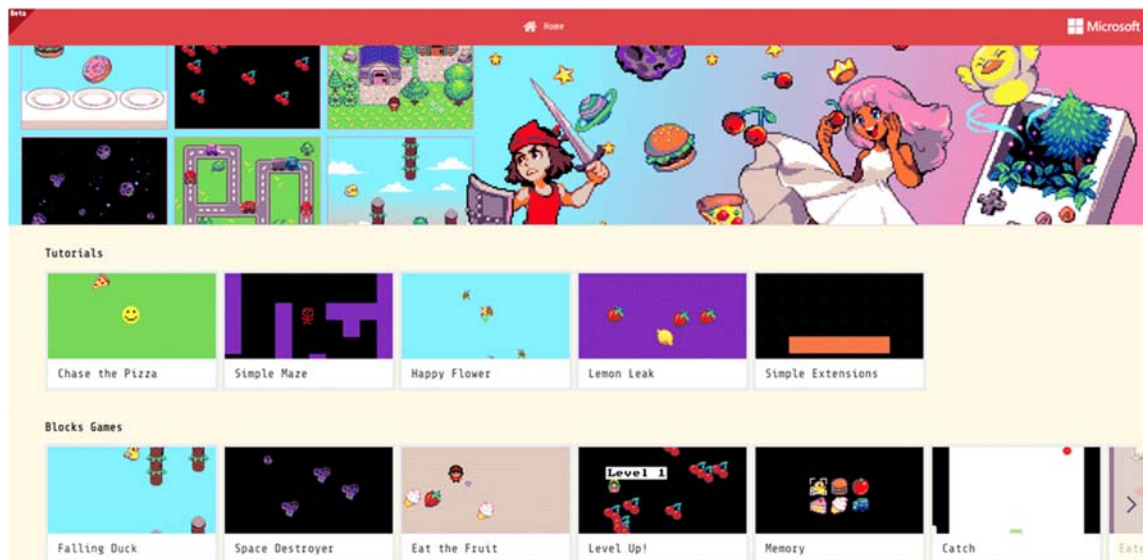 Beta
Home
Microsoft
Tutorials
Chase the Pizza
Simple Maze
Happy Flower
Lemon Leak
Simple Extensions
Blocks Games
Level 1
Falling Duck
Space Destroyer
Eat the Fruit
Level Up!
Memory
Catch